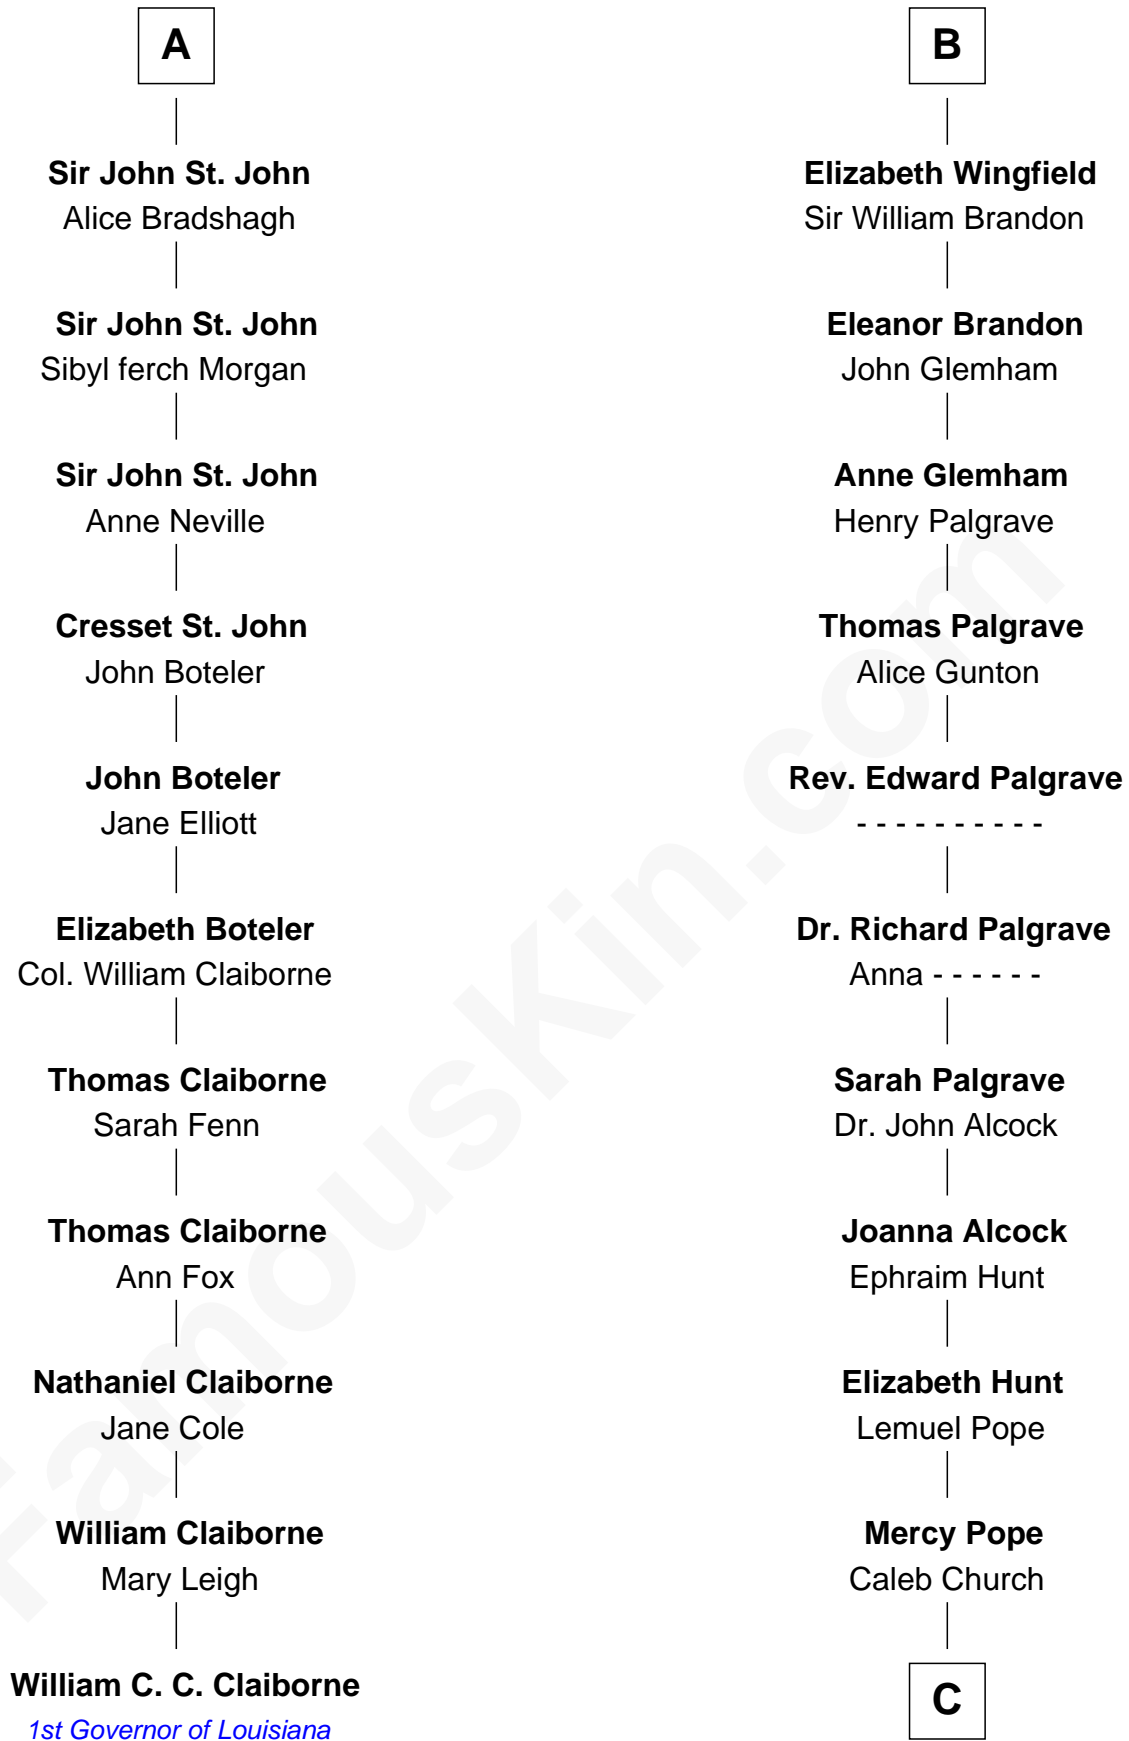 A
Sir John St. John
Alice Bradshagh
Sir John St. John
Sibyl ferch Morgan
Sir John St. John
Anne Neville
Cresset St. John
John Boteler
John Boteler
Jane Elliott
Elizabeth Boteler
Col. William Claiborne
Thomas Claiborne
Sarah Fenn
Thomas Claiborne
Ann Fox
Nathaniel Claiborne
Jane Cole
William Claiborne
Mary Leigh
William C. C. Claiborne
1st Governor of Louisiana
B
Elizabeth Wingfield
Sir William Brandon
Eleanor Brandon
John Glemham
Anne Glemham
Henry Palgrave
Thomas Palgrave
Alice Gunton
Rev. Edward Palgrave
- - - - - - - - - -
Dr. Richard Palgrave
Anna - - - - - -
Sarah Palgrave
Dr. John Alcock
Joanna Alcock
Ephraim Hunt
Elizabeth Hunt
Lemuel Pope
Mercy Pope
Caleb Church
C
FamousKin.com